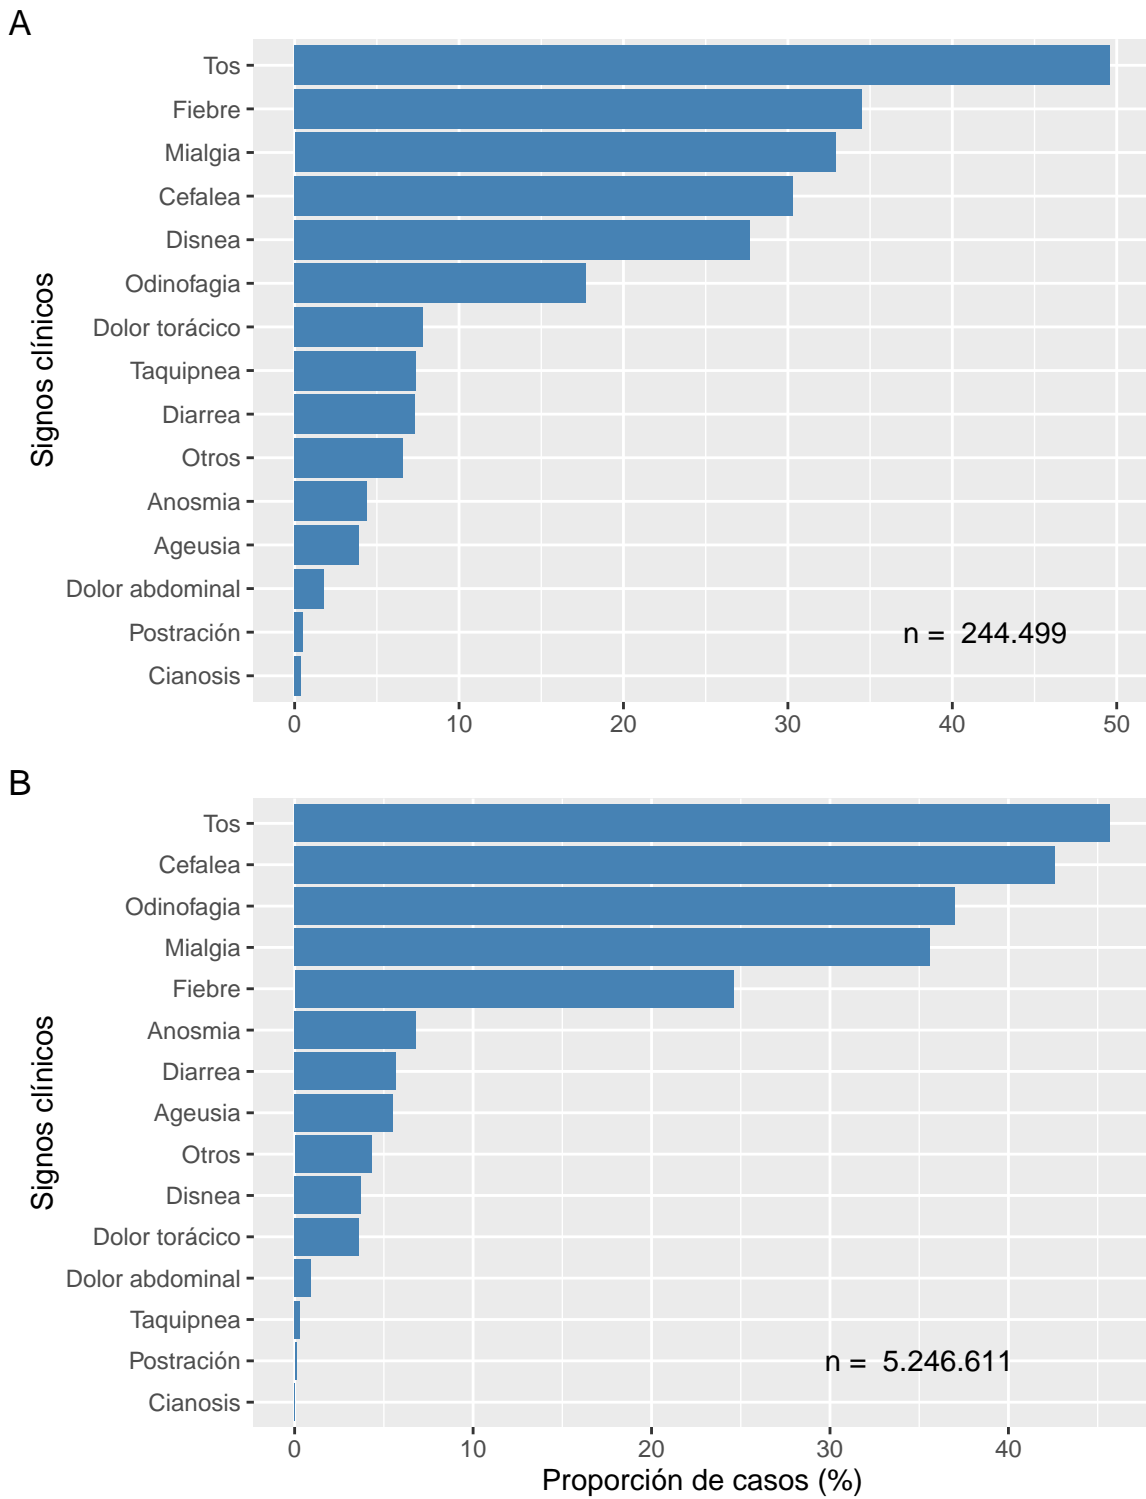 A
Signos clínicos
Tos
Fiebre
Mialgia
Cefalea
Disnea
Odinofagia
Dolor torácico
Taquipnea
Diarrea
Otros
Anosmia
Ageusia
Dolor abdominal
Postración
Cianosis
n = 244.499
0 10 20 30 40 50
B
Signos clínicos
Tos
Cefalea
Odinofagia
Mialgia
Fiebre
Anosmia
Diarrea
Ageusia
Otros
Disnea
Dolor torácico
Dolor abdominal
Taquipnea
Postración
Cianosis
n = 5.246.611
0 10 20 30 40
Proporción de casos (%)